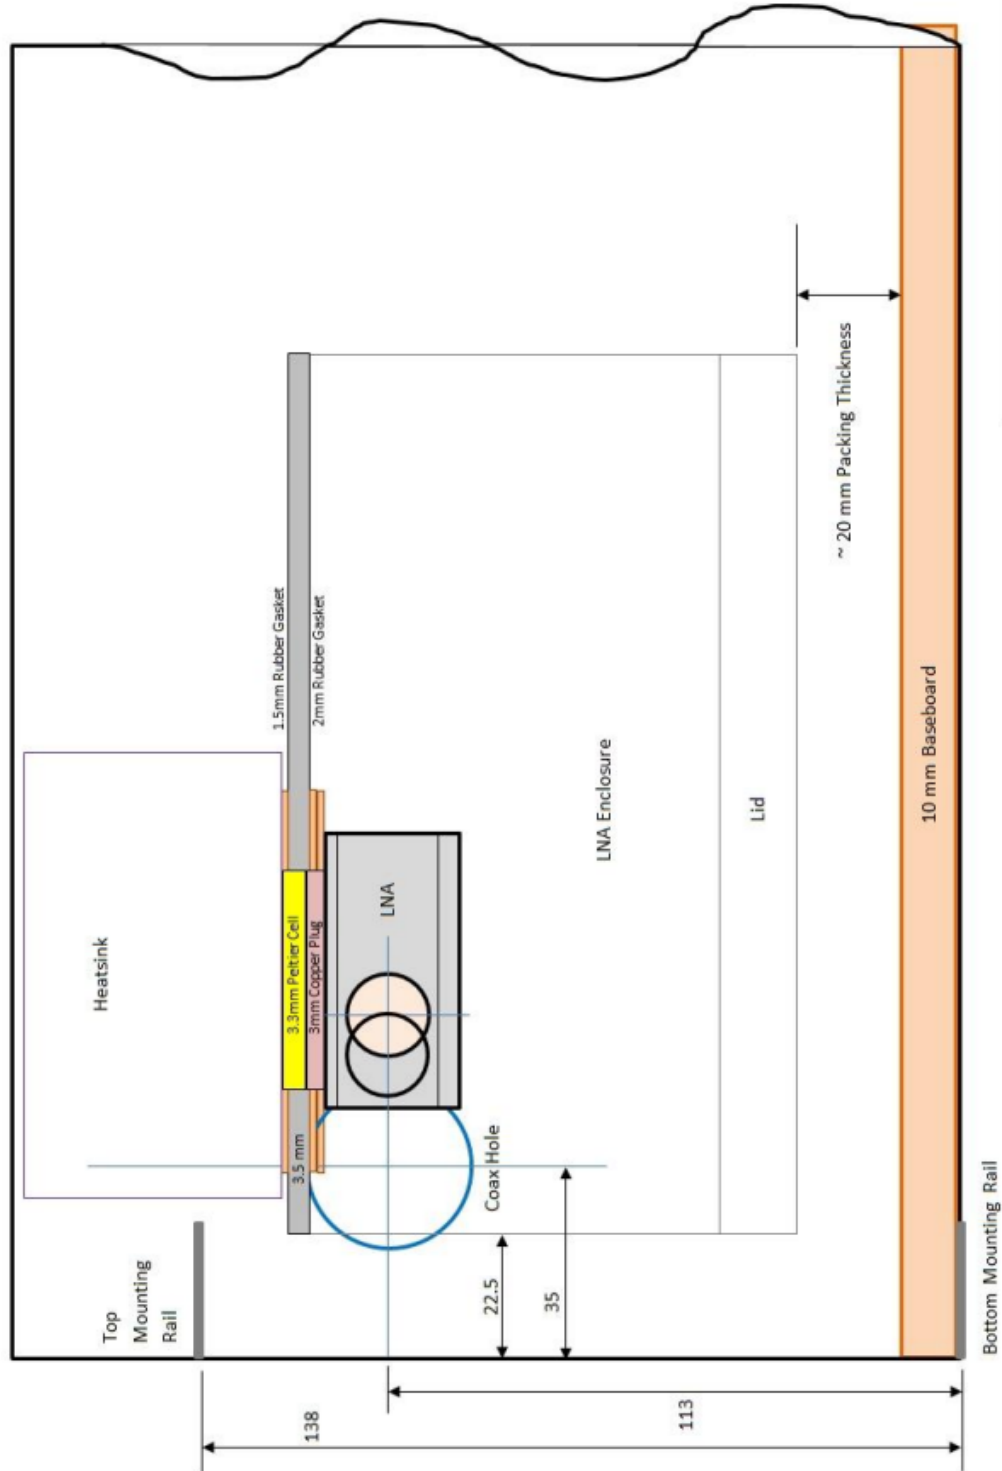 Heatsink
1.5mm Rubber Gasket
2mm Rubber Gasket
3.3mm Peltier Cell
3mm Copper Plug
3.5 mm
LNA
Coax Hole
LNA Enclosure
Lid
~ 20 mm Packing Thickness
10 mm Baseboard
Top
Mounting
Rail
Bottom Mounting Rail
22.5
35
138
113